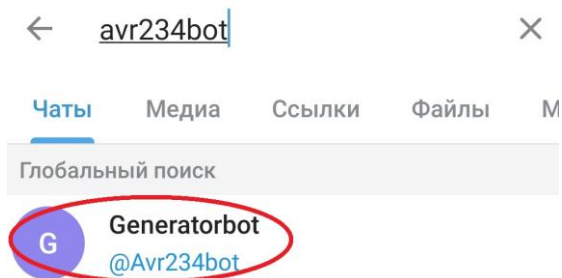 avr234bot
Чаты Медиа Ссылки Файлы М
Глобальный поиск
G
Generatorbot
@Avr234bot